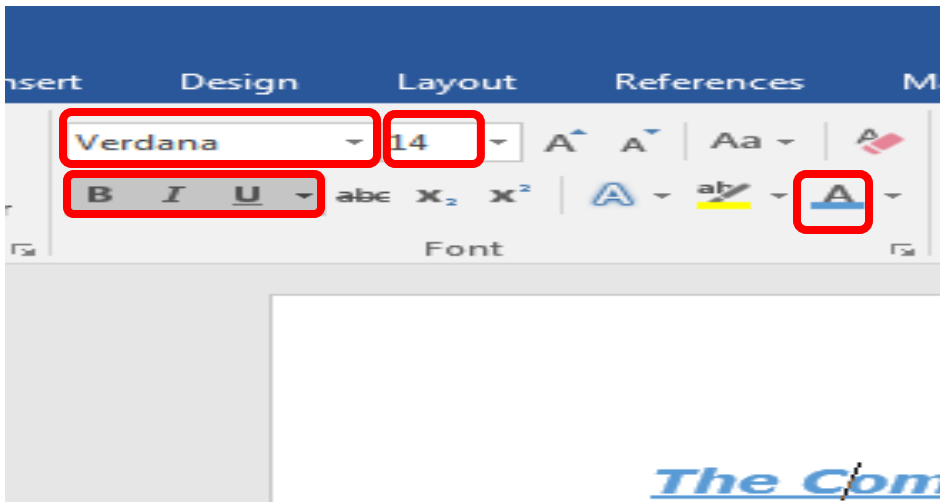 nsert Design Layout References M
Verdana 14 A A Aa A
B I U abc X₂ X² A ab A
Font
The Com